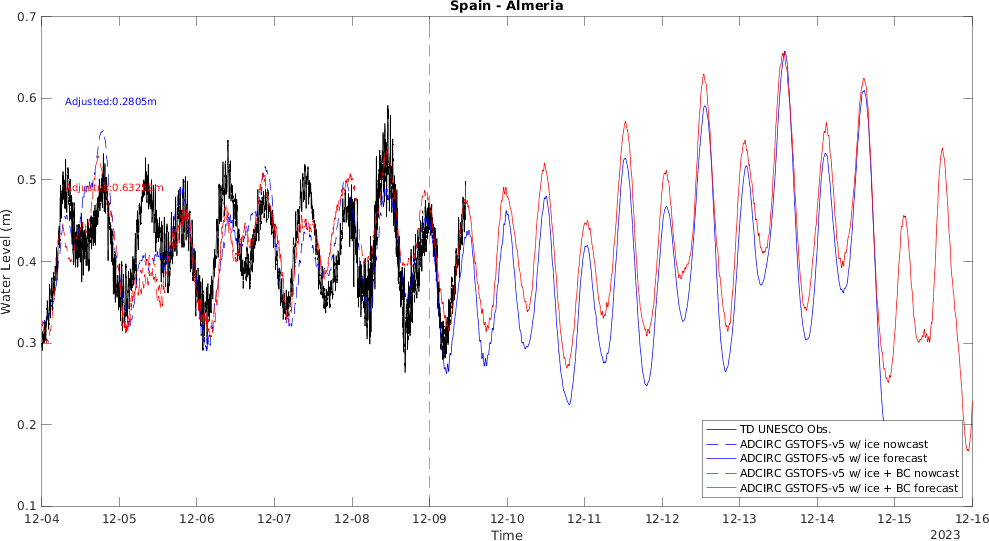 Spain - Almeria
0.7
0.6
0.5
0.4
0.3
0.2
0.1
Water Level (m)
Adjusted:0.2805m
TD UNESCO Obs.
ADCIRC GSTOFS-v5 w/ ice nowcast
ADCIRC GSTOFS-v5 w/ ice forecast
ADCIRC GSTOFS-v5 w/ ice + BC nowcast
ADCIRC GSTOFS-v5 w/ ice + BC forecast
12-04 12-05 12-06 12-07 12-08 12-09 12-10 12-11 12-12 12-13 12-14 12-15 12-16
Time
2023